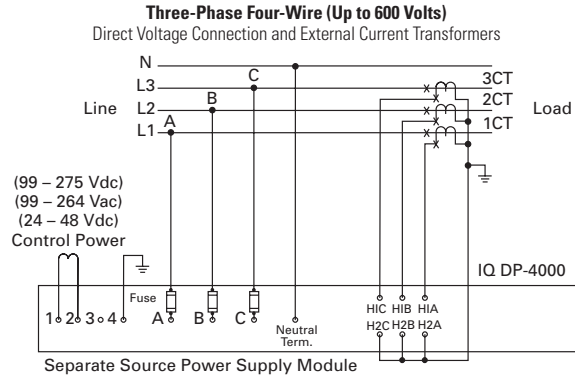 Three-Phase Four-Wire (Up to 600 Volts)
Direct Voltage Connection and External Current Transformers
N
L3 C 3CT
Line L2 B 2CT Load
L1 A 1CT
(99 – 275 Vdc)
(99 – 264 Vac)
(24 – 48 Vdc)
Control Power
IQ DP-4000
Fuse
HIC HIB HIA
1 2 3 4 A B C H2C H2B H2A
Neutral
Term.
Separate Source Power Supply Module